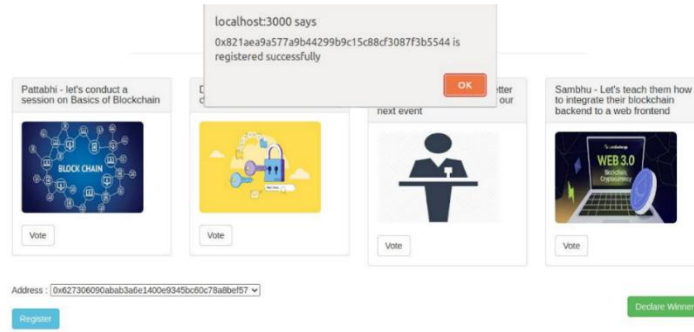 localhost:3000 says
0x821aea9a577a9b44299b9c15c88cf3087f3b5544 is
registered successfully
OK
Pattabhi - let's conduct a
session on Basics of Blockchain
BLOCK CHAIN
Vote
Vote
our
next event
Vote
Sambhu - Let's teach them how
to integrate their blockchain
backend to a web frontend
WEB 3.0
Blockchain
Cryptocurrency
Vote
Address : 0x627306090abab3a6e1400e9345bc60c78a8bef57
Register
Declare Winner